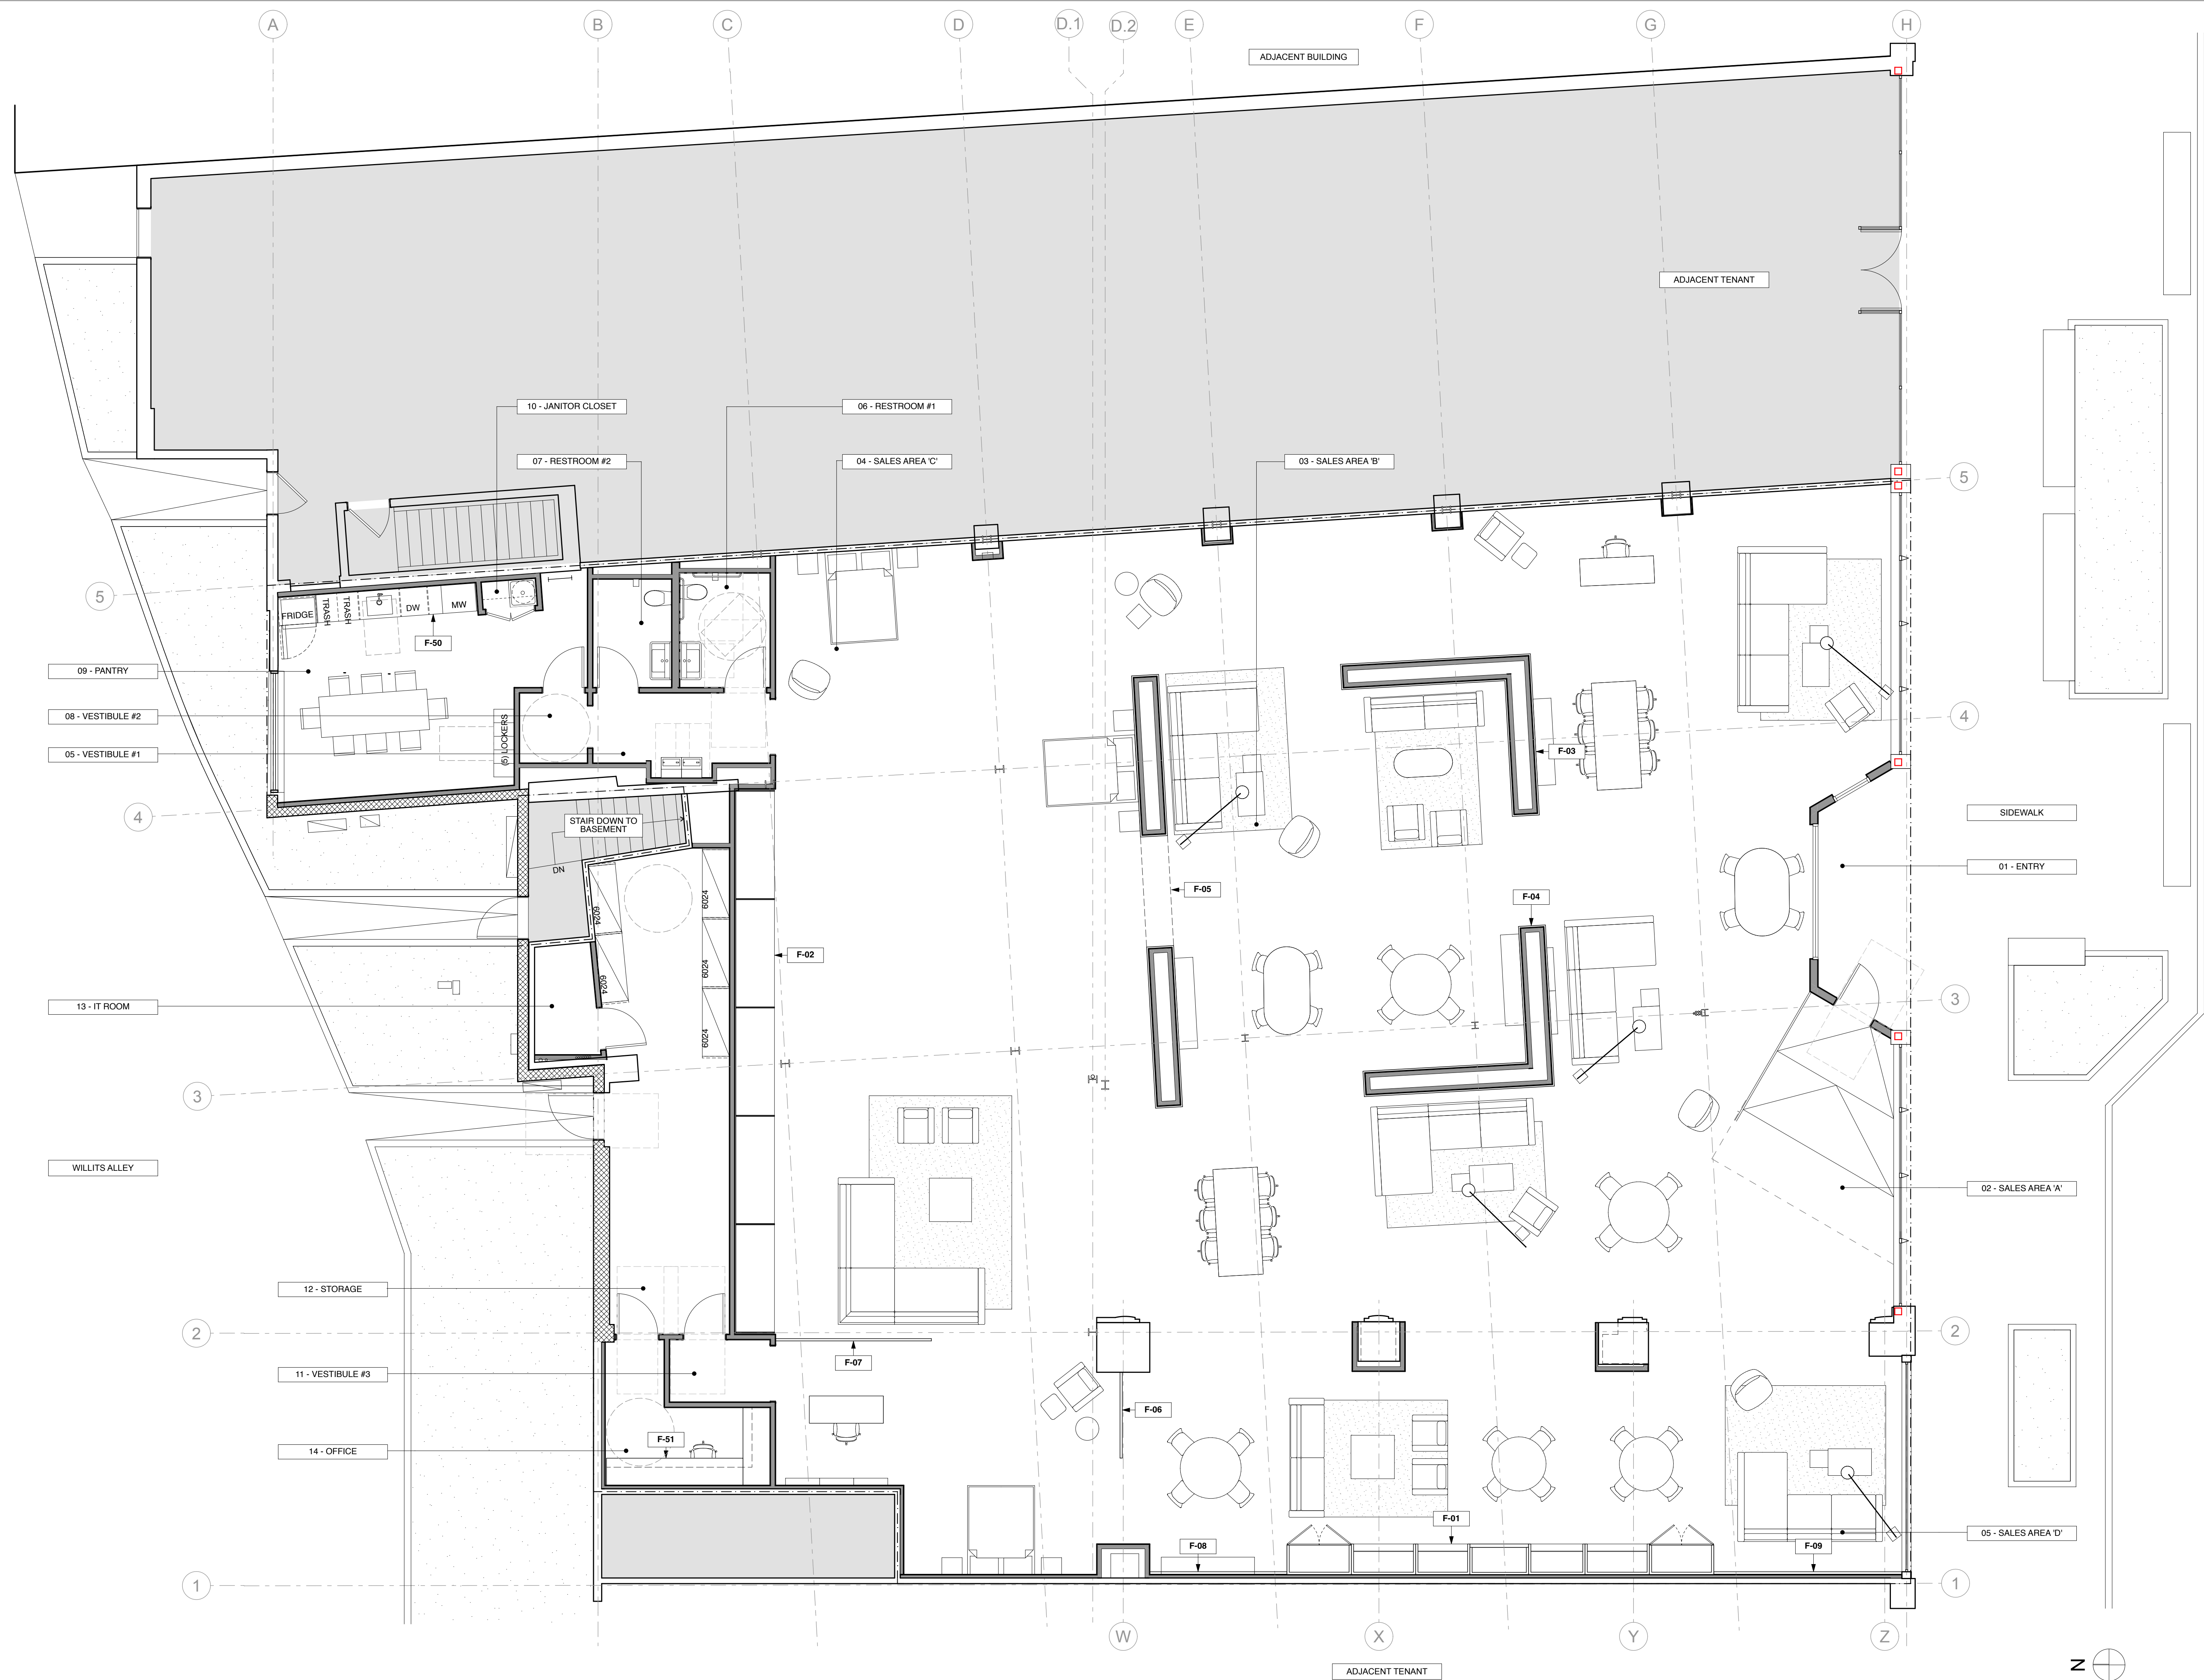 A
B
C
D
D.1
D.2
E
F
G
H
ADJACENT BUILDING
ADJACENT TENANT
10 - JANITOR CLOSET
06 - RESTROOM #1
07 - RESTROOM #2
04 - SALES AREA 'C'
03 - SALES AREA 'B'
5
5
FRIDGE
TRASH
TRASH
DW
MW
F-50
09 - PANTRY
08 - VESTIBULE #2
05 - VESTIBULE #1
(5) LOCKERS
4
F-03
4
STAIR DOWN TO
BASEMENT
DN
SIDEWALK
01 - ENTRY
F-05
F-04
6024
6024
6024
6024
6024
F-02
13 - IT ROOM
3
3
WILLITS ALLEY
02 - SALES AREA 'A'
12 - STORAGE
2
2
F-07
11 - VESTIBULE #3
F-06
F-51
14 - OFFICE
F-01
05 - SALES AREA 'D'
F-08
F-09
1
1
W
X
Y
Z
ADJACENT TENANT
N